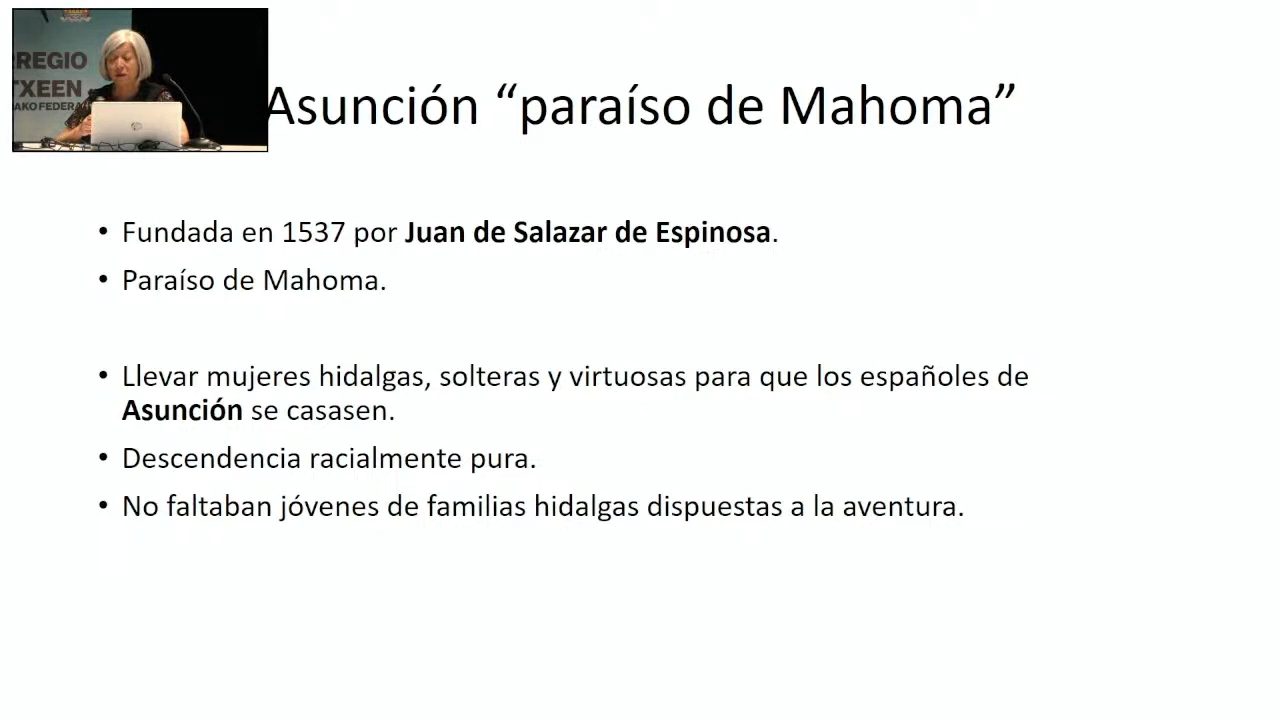 RREGIO
TXEEN
AKO FEDERA
Asunción “paraíso de Mahoma”
• Fundada en 1537 por Juan de Salazar de Espinosa.
• Paraíso de Mahoma.
• Llevar mujeres hidalgas, solteras y virtuosas para que los españoles de
Asunción se casasen.
• Descendencia racialmente pura.
• No faltaban jóvenes de familias hidalgas dispuestas a la aventura.